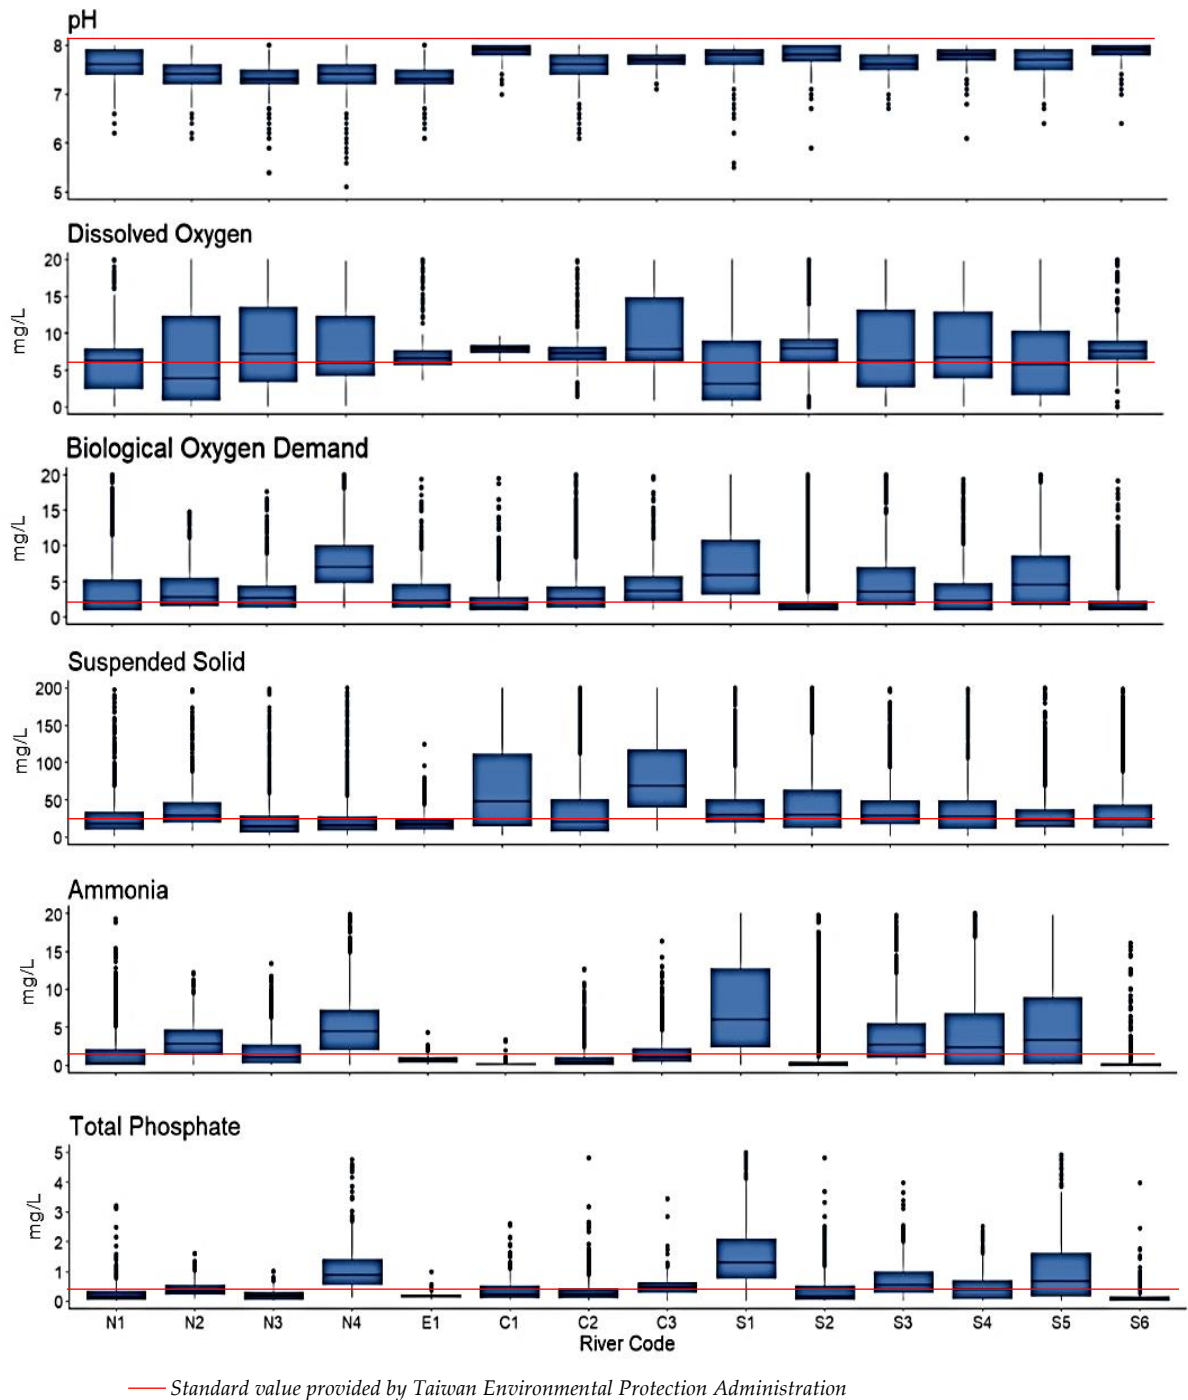 pH
8
7
6
5
Dissolved Oxygen
mg/L
20
15
10
5
0
Biological Oxygen Demand
mg/L
20
15
10
5
0
Suspended Solid
mg/L
200
150
100
50
0
Ammonia
mg/L
20
15
10
5
0
Total Phosphate
mg/L
5
4
3
2
1
0
N1 N2 N3 N4 E1 C1 C2 C3 S1 S2 S3 S4 S5 S6
River Code
Standard value provided by Taiwan Environmental Protection Administration